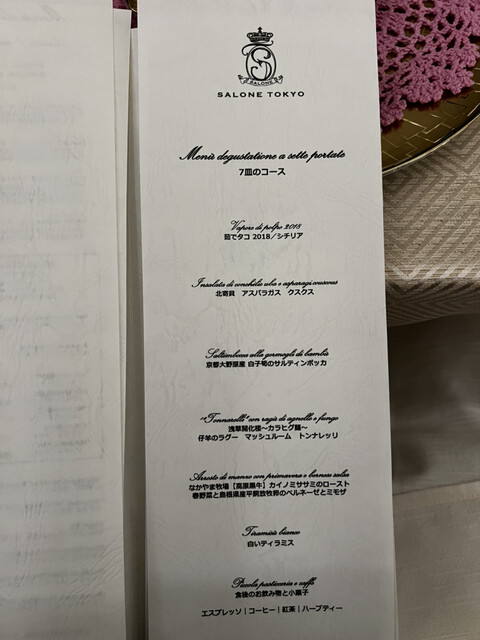 SALONE
SALONE TOKYO
Menù degustatione a sette portate
7皿のコース
Vapore di polpo 2018
茹でタコ 2018／シチリア
Insalata di conchilio uba e asparagi couscous
北寄貝 アスパラガス クスクス
Saltimbocca alla germogli di bambù
京都大野原産 白子筍のサルティンボッカ
"Tonnarelli" con ragù di agnello e fungo
浅草開化楼～カラヒグ麺～
仔羊のラグー マッシュルーム トンナレッリ
Arrosto di manzo con primavera e bernese salsa
なかやま牧場【高原黒牛】カイノミササミのロースト
春野菜と島根県産平飼放牧卵のベルネーゼとミモザ
Tiramisù bianco
白いティラミス
Piccola pasticceria e caffè
食後のお飲み物と小菓子
エスプレッソ｜コーヒー｜紅茶｜ハーブティー